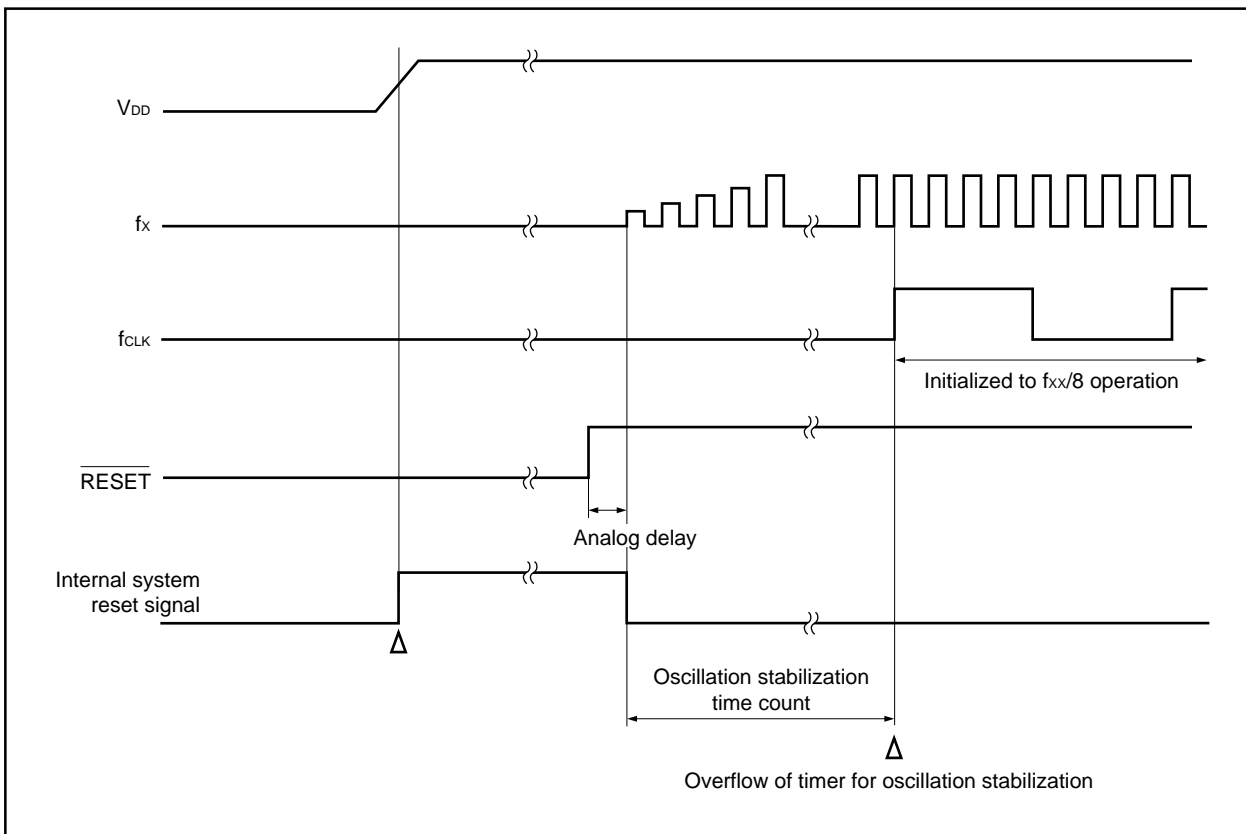 VDD
fX
fCLK
Initialized to fXX/8 operation
RESET
Analog delay
Internal system
reset signal
Oscillation stabilization
time count
Overflow of timer for oscillation stabilization